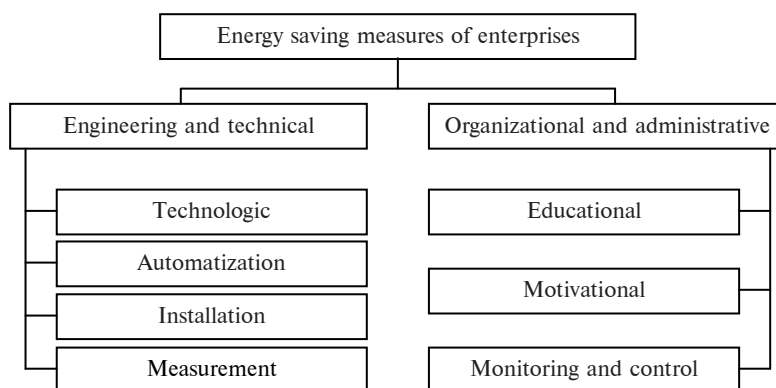 Energy saving measures of enterprises
Engineering and technical
Organizational and administrative
Technologic
Automatization
Installation
Measurement
Educational
Motivational
Monitoring and control